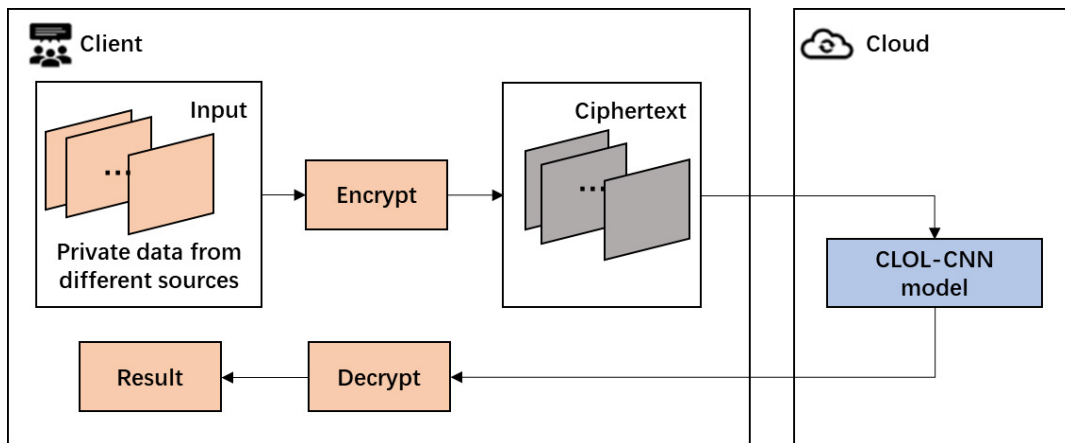 Client
Cloud
Input
Ciphertext
...
...
Encrypt
Private data from
different sources
CLOL-CNN
model
Result
Decrypt